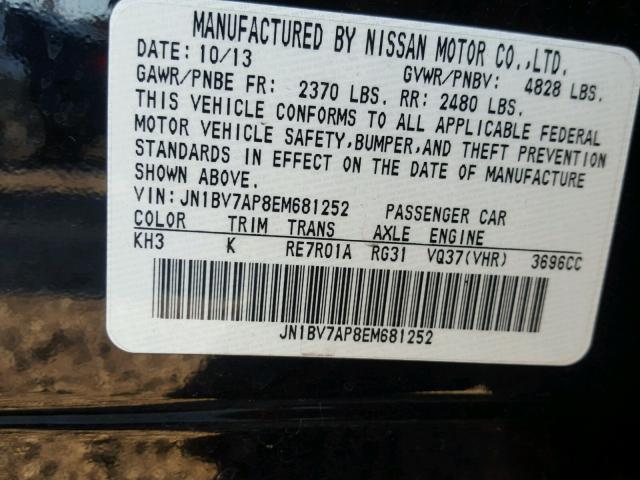 MANUFACTURED BY NISSAN MOTOR CO.,LTD.
DATE: 10/13 GVWR/PNBV: 4828 LBS.
GAWR/PNBE FR: 2370 LBS. RR: 2480 LBS.
THIS VEHICLE CONFORMS TO ALL APPLICABLE FEDERAL
MOTOR VEHICLE SAFETY,BUMPER,AND THEFT PREVENTION
STANDARDS IN EFFECT ON THE DATE OF MANUFACTURE
SHOWN ABOVE.
VIN:JN1BV7AP8EM681252 PASSENGER CAR
COLOR TRIM TRANS AXLE ENGINE
KH3 K RE7R01A RG31 VQ37(VHR) 3696CC
JN1BV7AP8EM681252